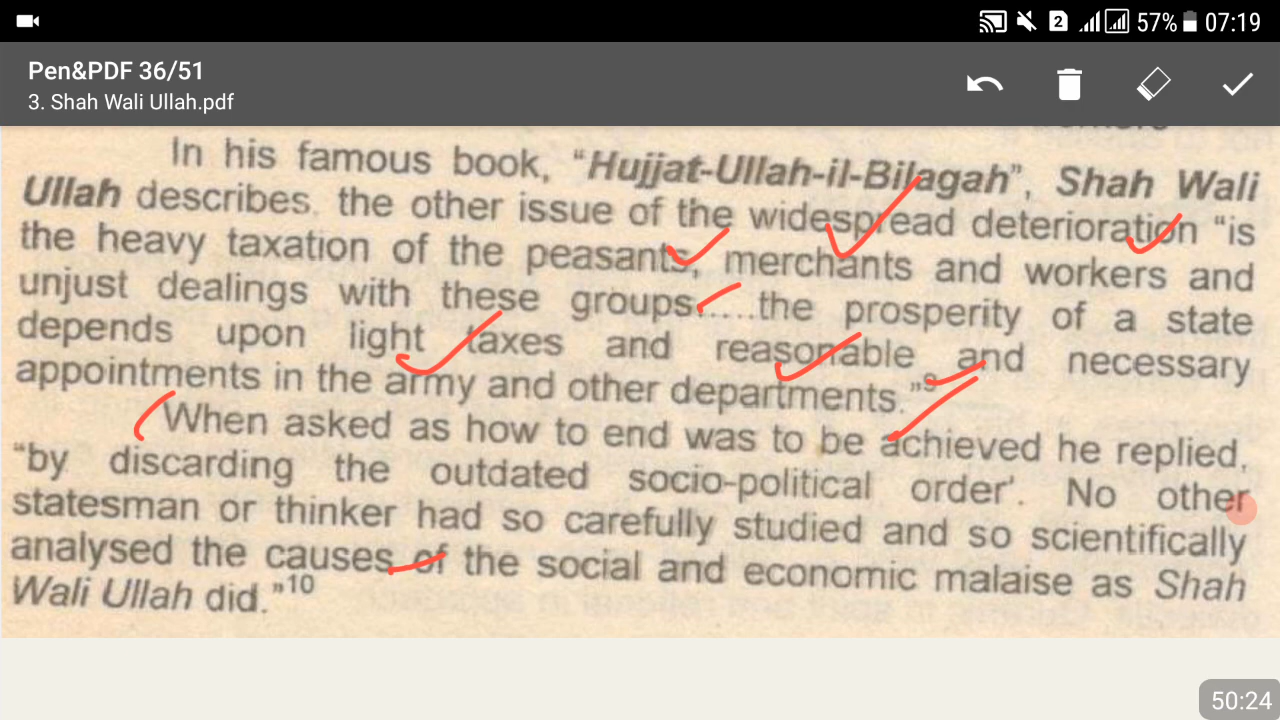 2 57% 07:19
Pen&PDF 36/51
3. Shah Wali Ullah.pdf
In his famous book, "Hujjat-Ullah-il-Bilagah", Shah Wali
Ullah describes. the other issue of the widespread deterioration "is
the heavy taxation of the peasants, merchants and workers and
unjust dealings with these groups.....the prosperity of a state
depends upon light taxes and reasonable and necessary
appointments in the army and other departments."9
When asked as how to end was to be achieved he replied,
"by discarding the outdated socio-political order'. No other
statesman or thinker had so carefully studied and so scientifically
analysed the causes of the social and economic malaise as Shah
Wali Ullah did."10
50:24